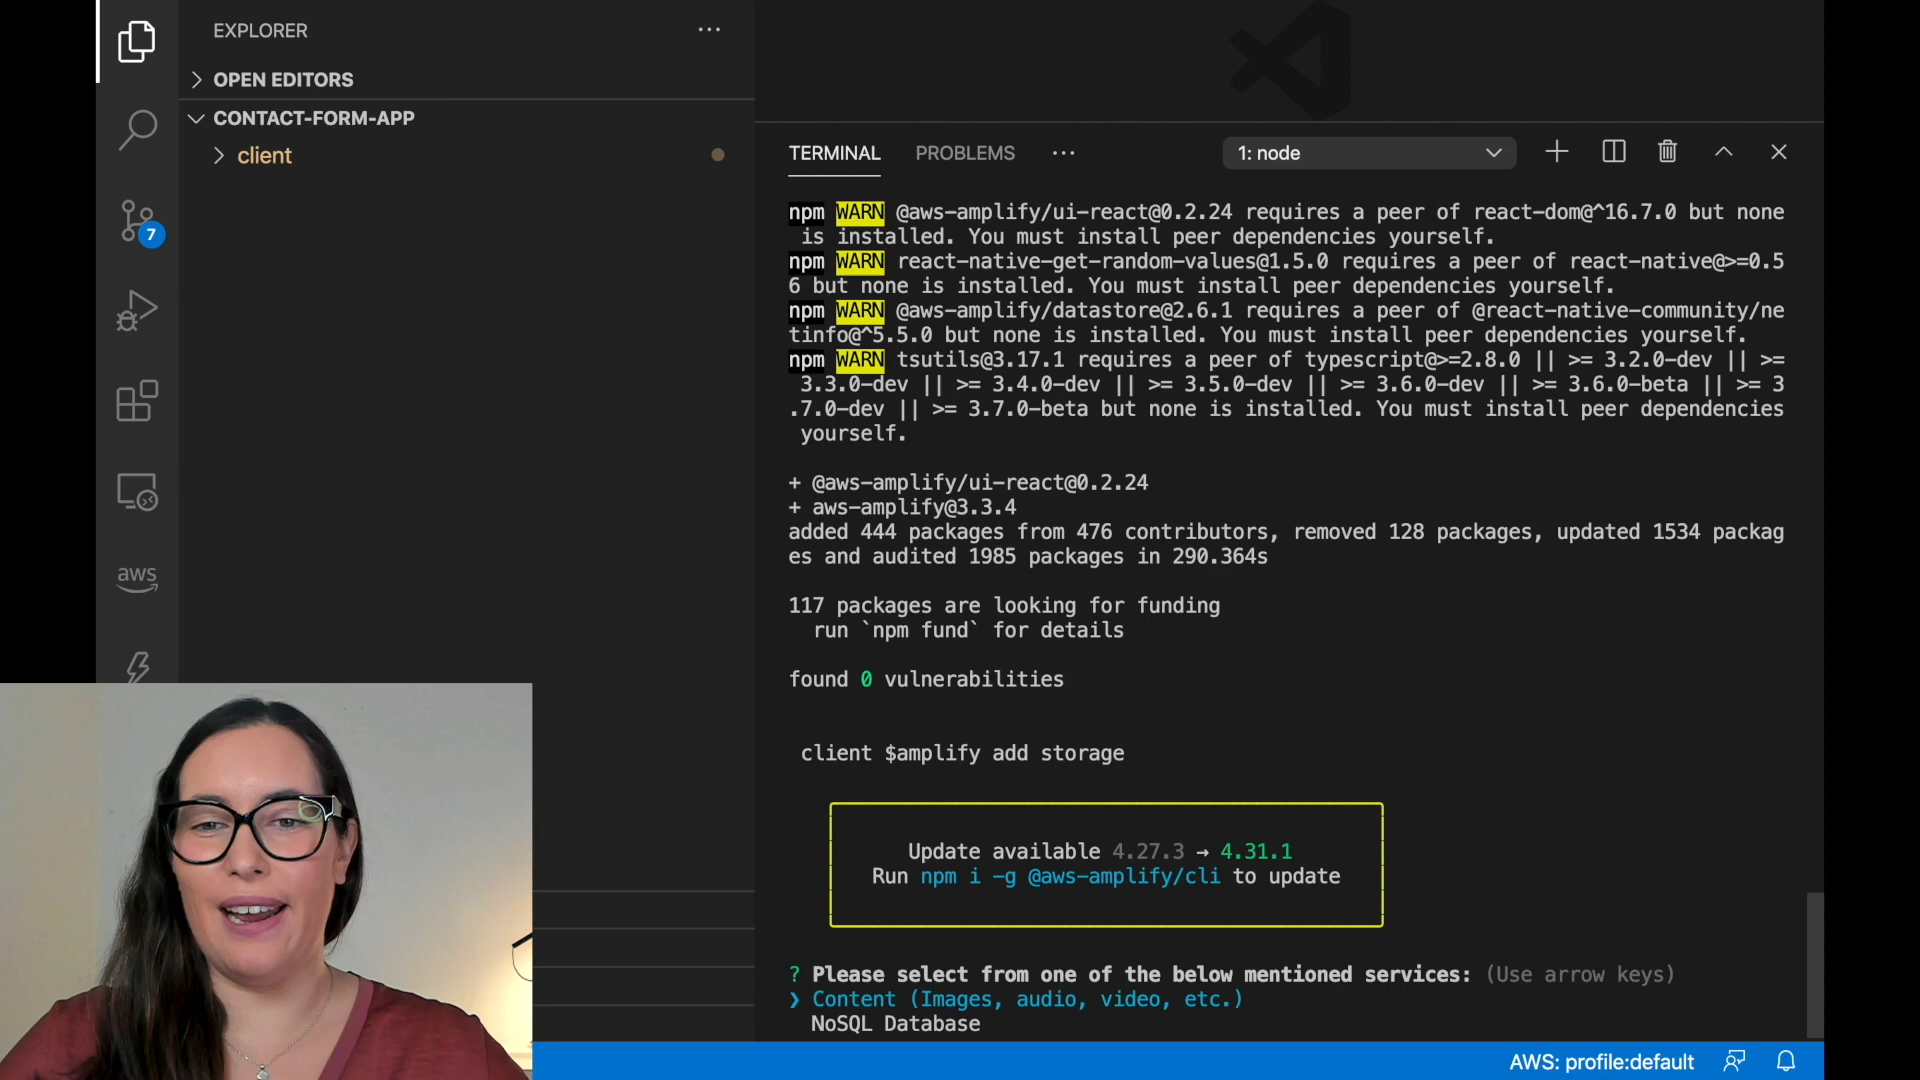 EXPLORER
OPEN EDITORS
CONTACT-FORM-APP
client
7
aws
TERMINAL
PROBLEMS
1: node
npm WARN @aws-amplify/ui-react@0.2.24 requires a peer of react-dom@^16.7.0 but none
is installed. You must install peer dependencies yourself.
npm WARN react-native-get-random-values@1.5.0 requires a peer of react-native@>=0.5
6 but none is installed. You must install peer dependencies yourself.
npm WARN @aws-amplify/datastore@2.6.1 requires a peer of @react-native-community/ne
tinfo@^5.5.0 but none is installed. You must install peer dependencies yourself.
npm WARN tsutils@3.17.1 requires a peer of typescript@>=2.8.0 || >= 3.2.0-dev || >=
3.3.0-dev || >= 3.4.0-dev || >= 3.5.0-dev || >= 3.6.0-dev || >= 3.6.0-beta || >= 3
.7.0-dev || >= 3.7.0-beta but none is installed. You must install peer dependencies
yourself.
+ @aws-amplify/ui-react@0.2.24
+ aws-amplify@3.3.4
added 444 packages from 476 contributors, removed 128 packages, updated 1534 packag
es and audited 1985 packages in 290.364s
117 packages are looking for funding
run `npm fund` for details
found 0 vulnerabilities
client $amplify add storage
Update available 4.27.3 → 4.31.1
Run npm i -g @aws-amplify/cli to update
? Please select from one of the below mentioned services: (Use arrow keys)
❯ Content (Images, audio, video, etc.)
NoSQL Database
AWS: profile:default